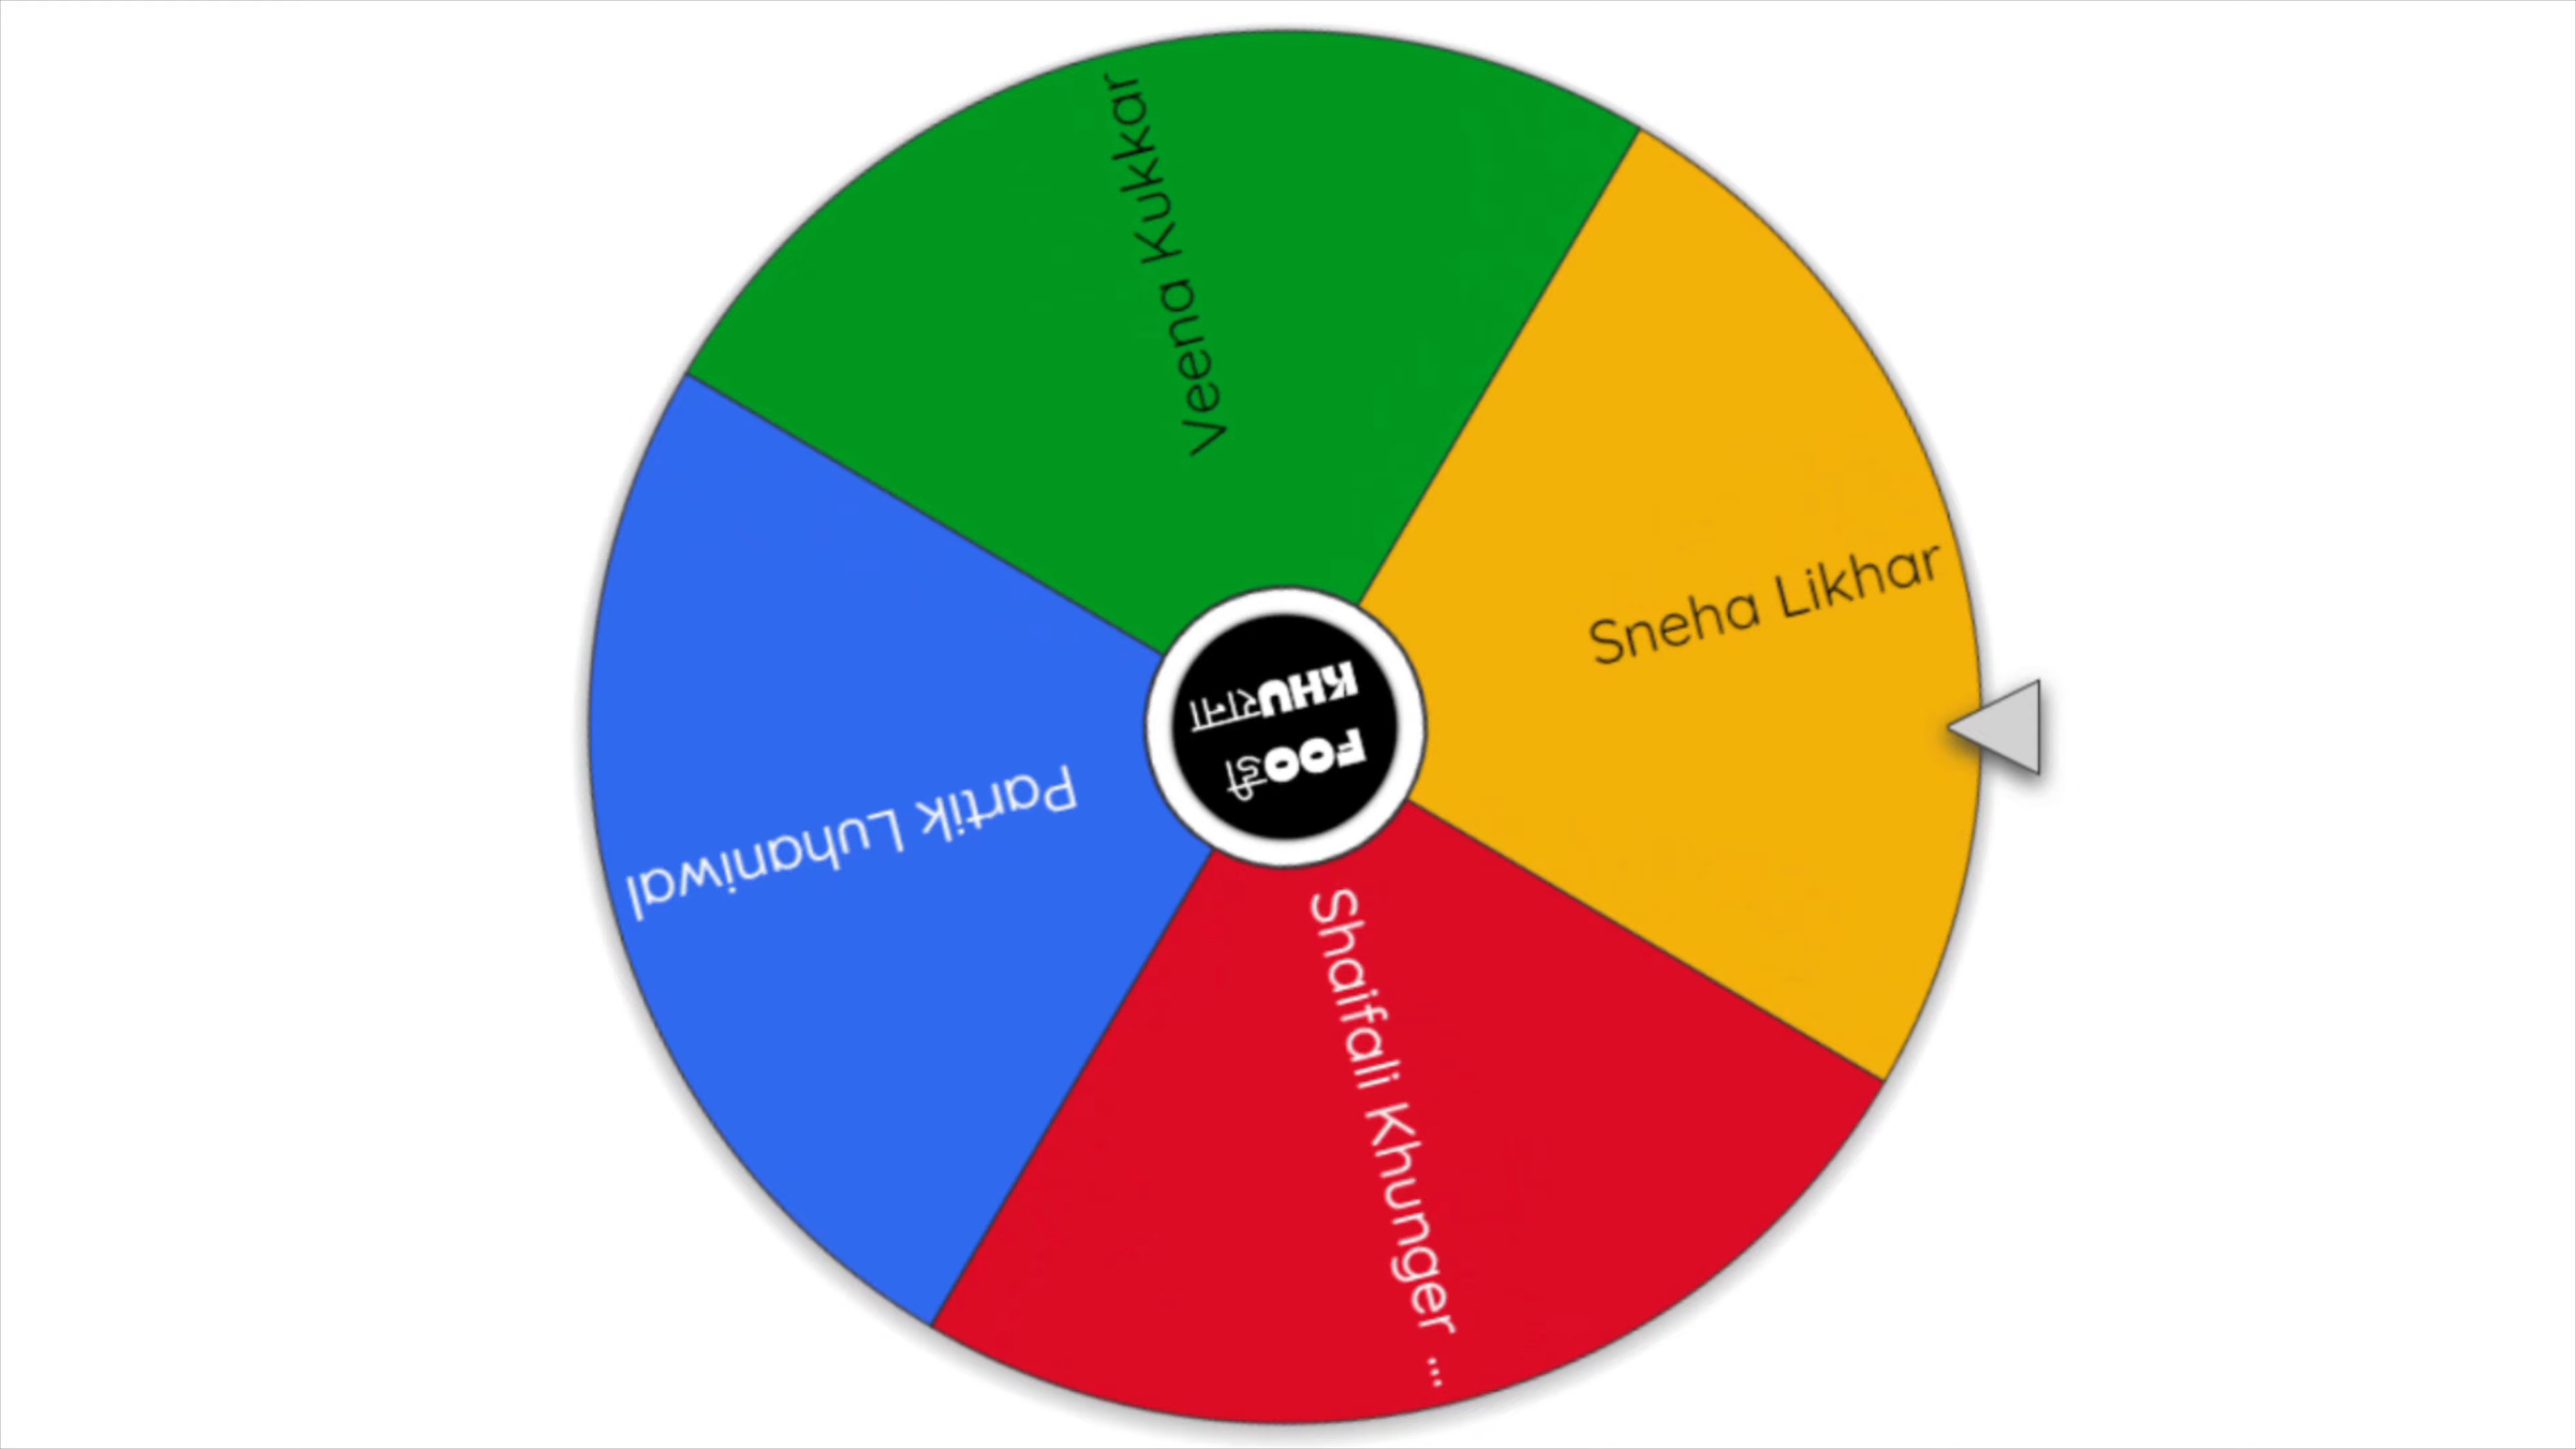 Veena Kukkar
Sneha Likhar
Partik Luhaniwal
FOOडी
KHUराना
Shaifali Khunger ...